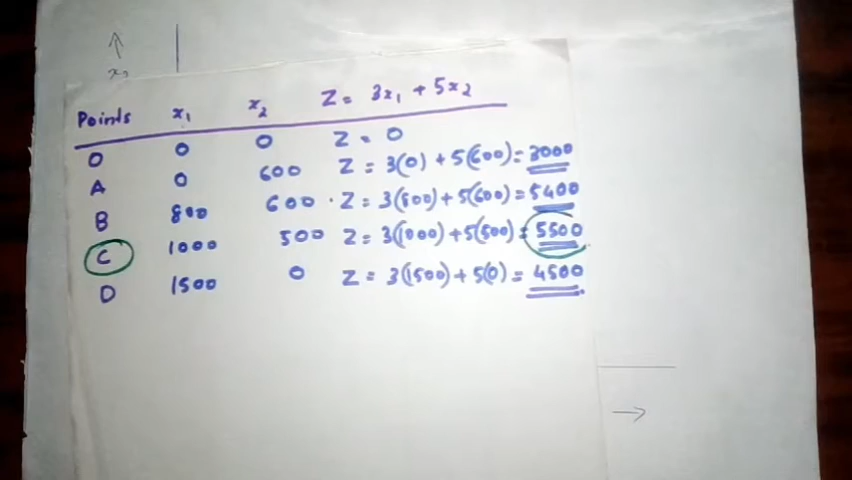 x2
Points x1 x2 Z = 3x1 + 5x2
O 0 0 Z = 0
A 0 600 Z = 3(0) + 5(600) = 3000
B 800 600 Z = 3(800) + 5(600) = 5400
C 1000 500 Z = 3(1000) + 5(500) = 5500
D 1500 0 Z = 3(1500) + 5(0) = 4500